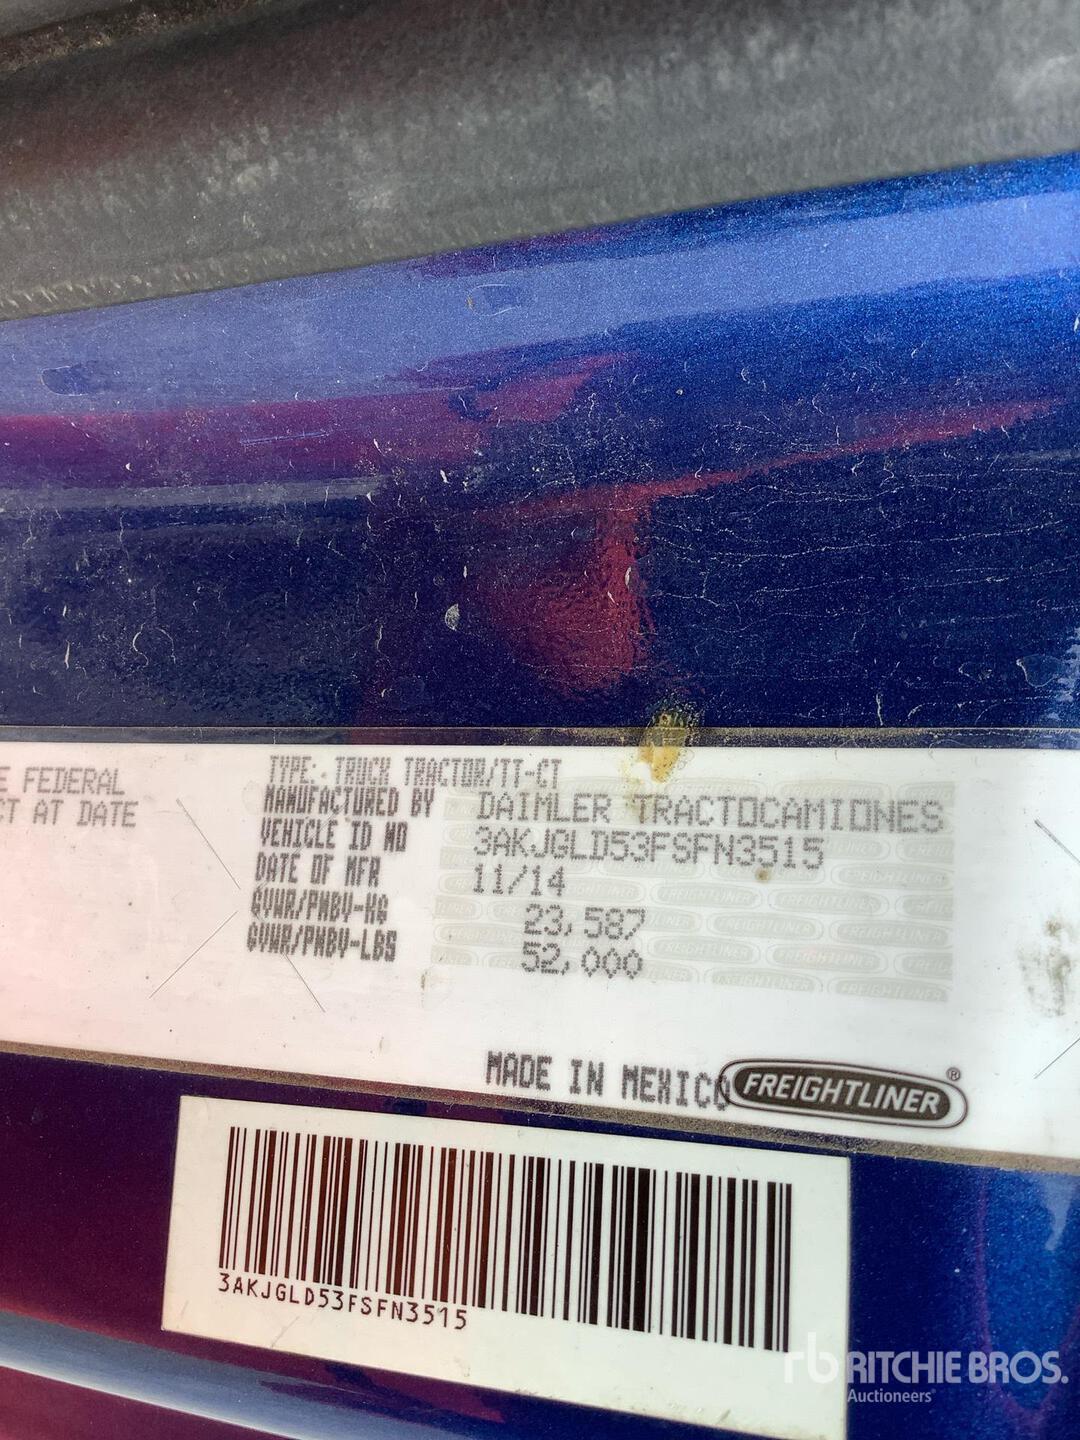 E FEDERAL
CT AT DATE
TYPE: TRUCK TRACTOR/TT-CT
MANUFACTURED BY DAIMLER TRACTOCAMIONES
VEHICLE ID NO 3AKJGLD53FSFN3515
DATE OF MFR 11/14
GVWR/PNBV-KG 23,587
GVWR/PNBV-LBS 52,000
MADE IN MEXICO FREIGHTLINER®
3AKJGLD53FSFN3515
rb RITCHIE BROS.
Auctioneers